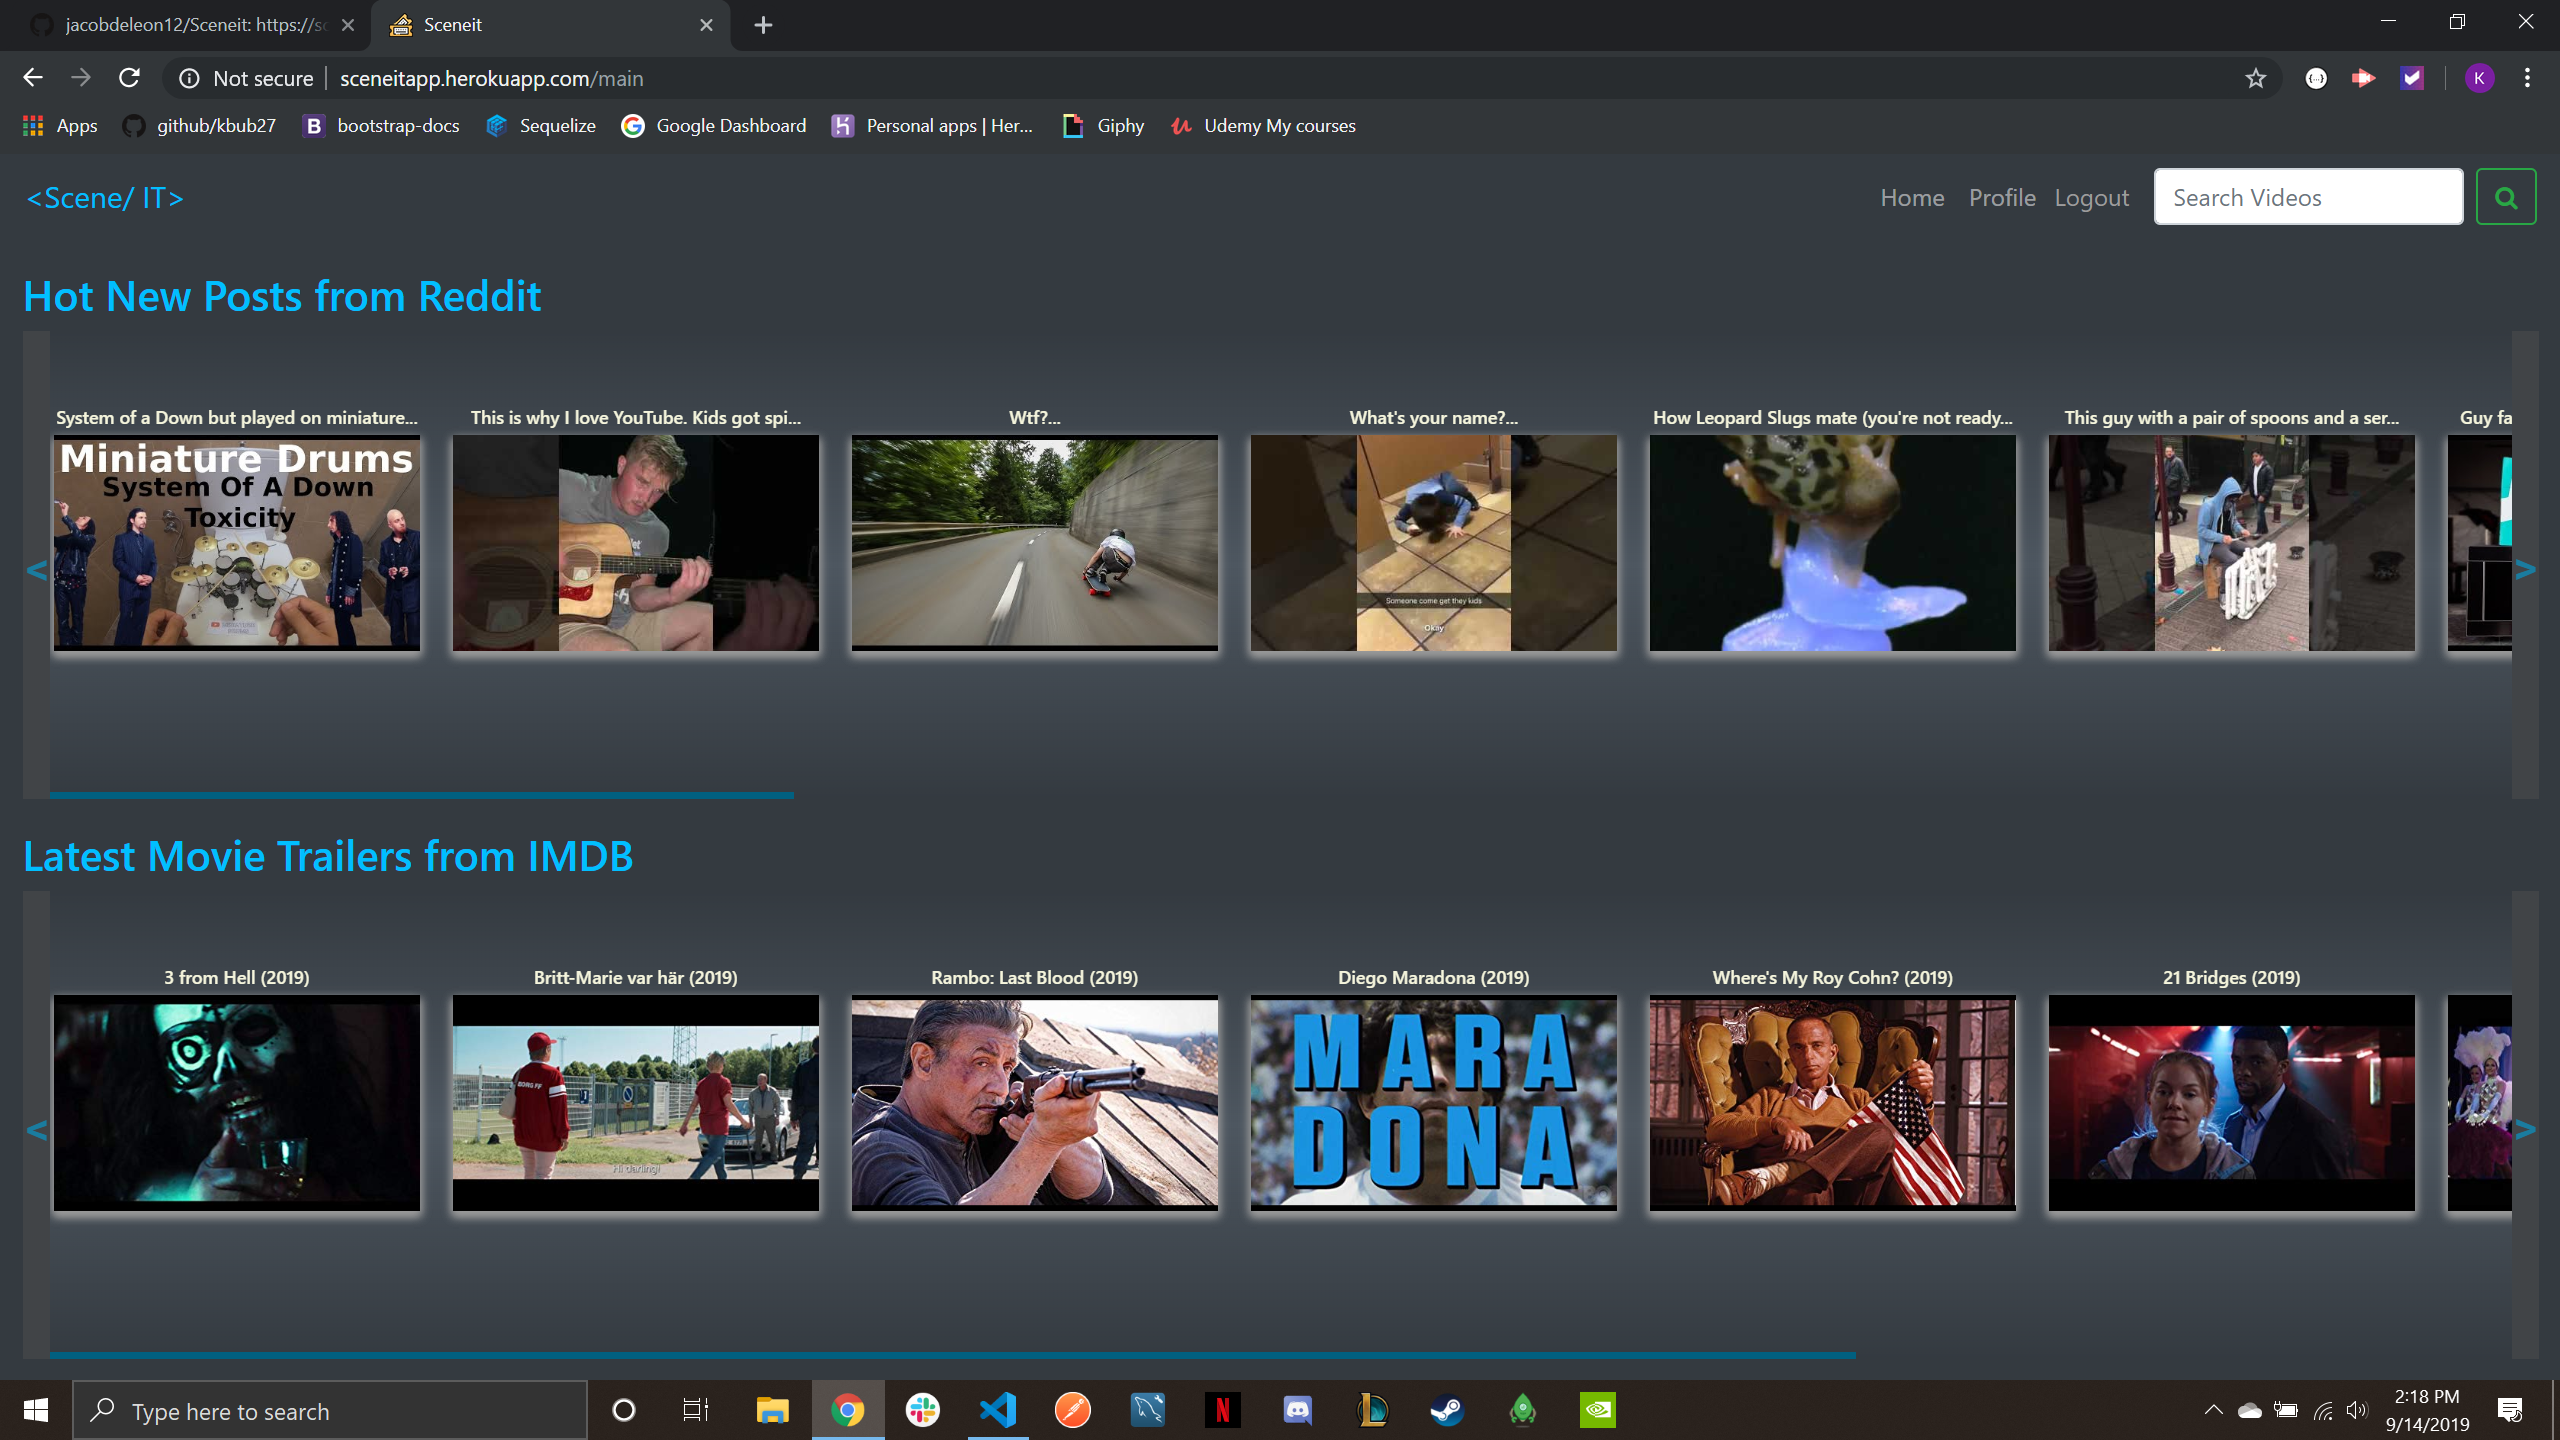 jacobdeleon12/Sceneit: https://sc
Sceneit
Not secure
sceneitapp.herokuapp.com/main
K
Apps
github/kbub27
bootstrap-docs
Sequelize
Google Dashboard
Personal apps | Her...
Giphy
Udemy My courses
<Scene/ IT>
Home
Profile
Logout
Search Videos
Hot New Posts from Reddit
System of a Down but played on miniature...
This is why I love YouTube. Kids got spi...
Wtf?...
What's your name?...
How Leopard Slugs mate (you're not ready...
This guy with a pair of spoons and a ser...
Guy fa
Miniature Drums
System Of A Down
Toxicity
Someone come get they kids
Okay
<
>
Latest Movie Trailers from IMDB
3 from Hell (2019)
Britt-Marie var här (2019)
Rambo: Last Blood (2019)
Diego Maradona (2019)
Where's My Roy Cohn? (2019)
21 Bridges (2019)
BORG FF
Hi darling!
MARA
DONA
<
>
Type here to search
2:18 PM
9/14/2019